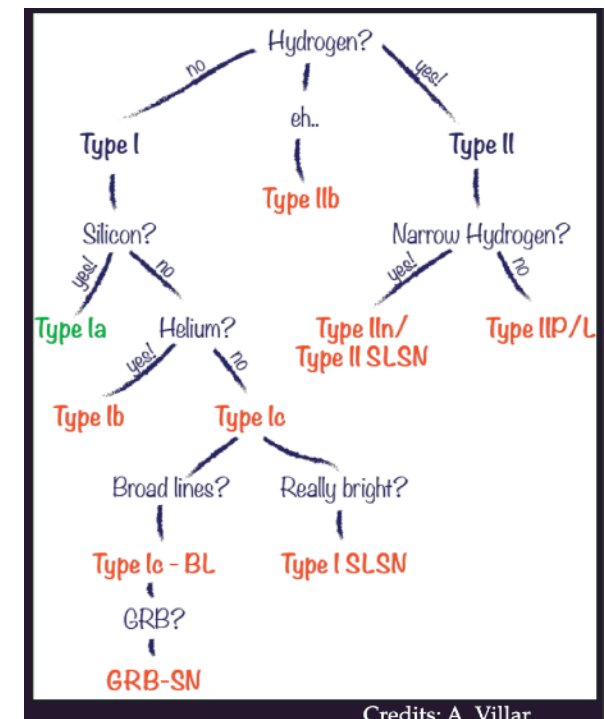 Hydrogen?
no
yes!
eh..
Type I
Type II
Type IIb
Silicon?
Narrow Hydrogen?
yes!
no
yes!
no
Type Ia
Helium?
Type IIn/
Type II SLSN
Type IIP/L
yes!
no
Type Ib
Type Ic
Broad lines?
Really bright?
Type Ic - BL
Type I SLSN
GRB?
GRB-SN
Credits: A. Villar